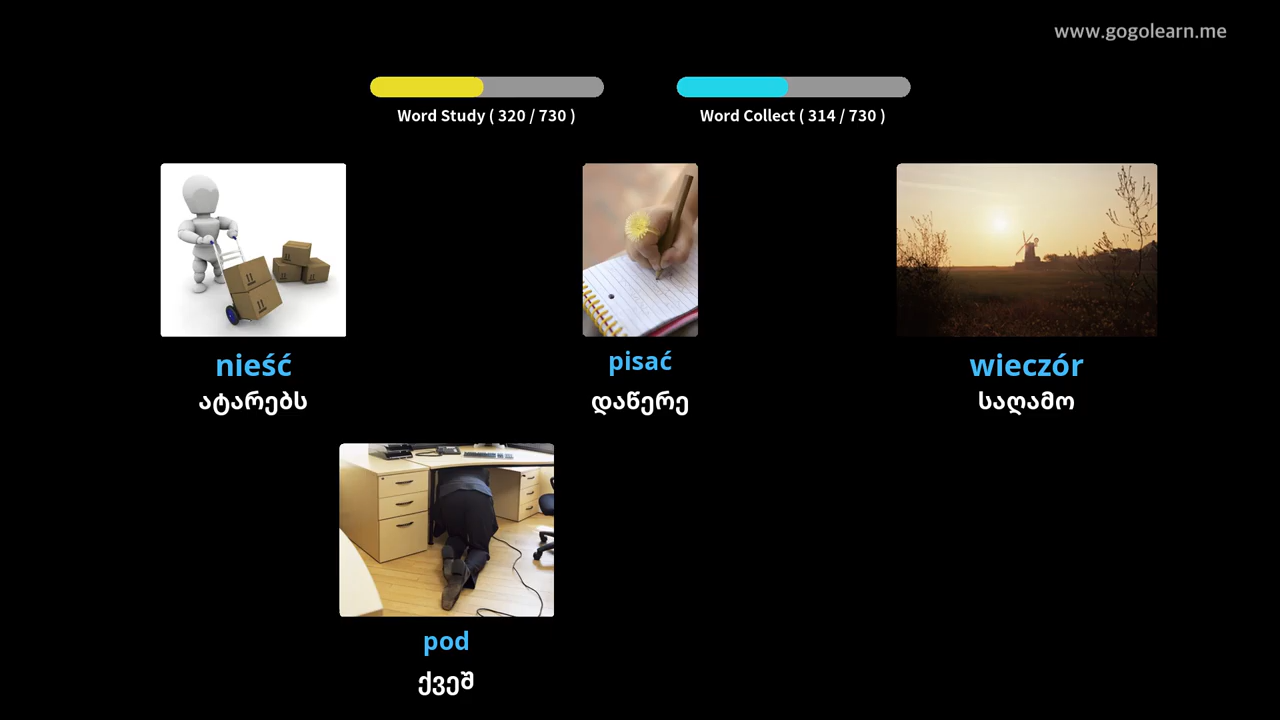 www.gogolearn.me
Word Study ( 320 / 730 )
Word Collect ( 314 / 730 )
nieść
ატარებს
pisać
დაწერე
wieczór
საღამო
pod
ქვეშ